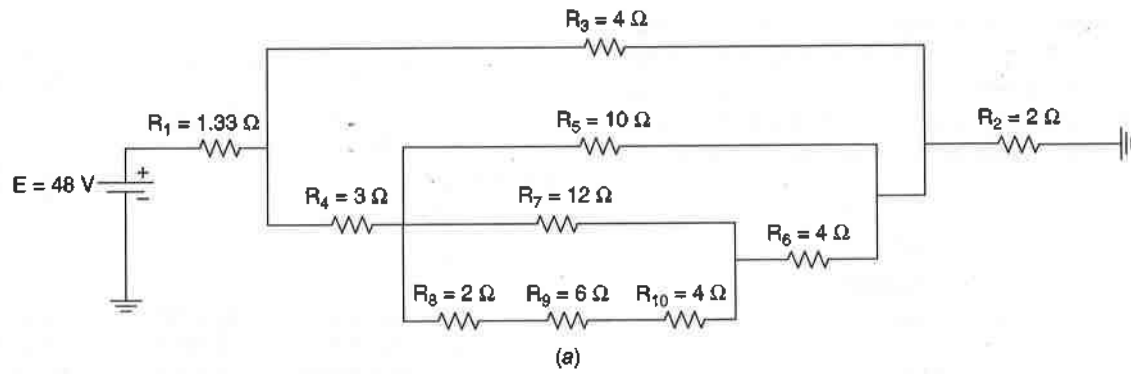 R3 = 4 Ω
R1 = 1.33 Ω
R5 = 10 Ω
R2 = 2 Ω
+
E = 48 V
−
R4 = 3 Ω
R7 = 12 Ω
R6 = 4 Ω
R8 = 2 Ω
R9 = 6 Ω
R10 = 4 Ω
(a)